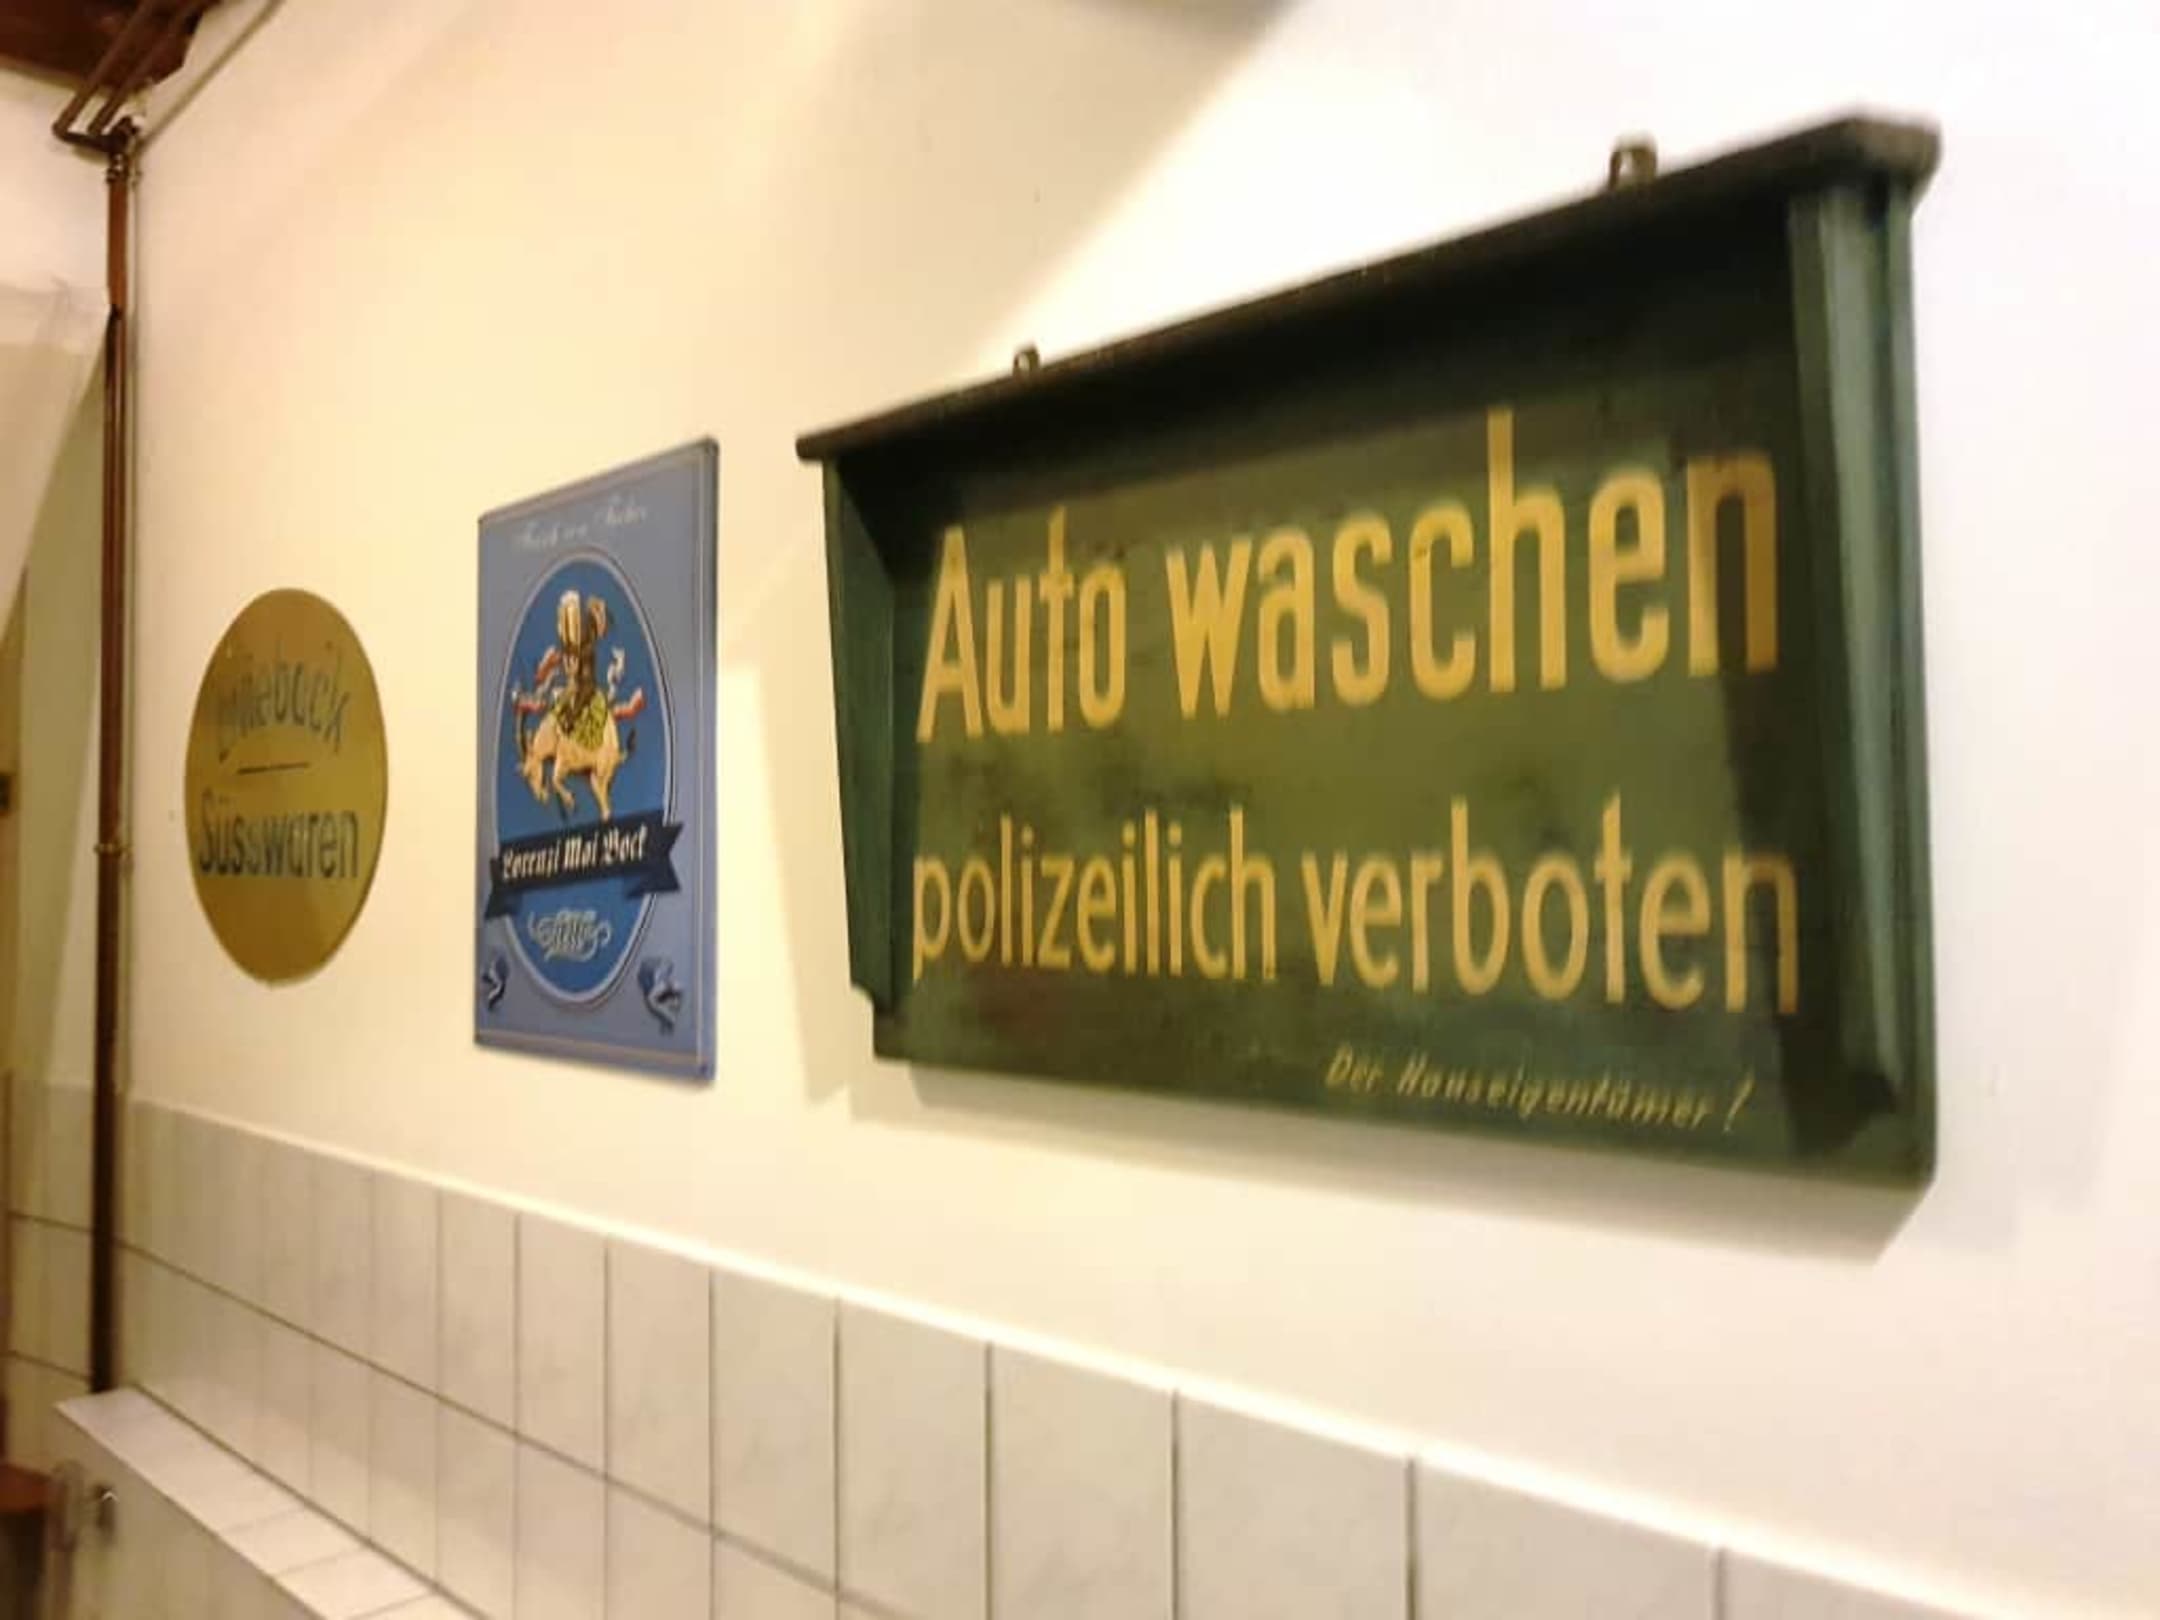 Süsswaren
Lorenzi Mai Bock
Auto waschen
polizeilich verboten
Der Hauseigentümer!